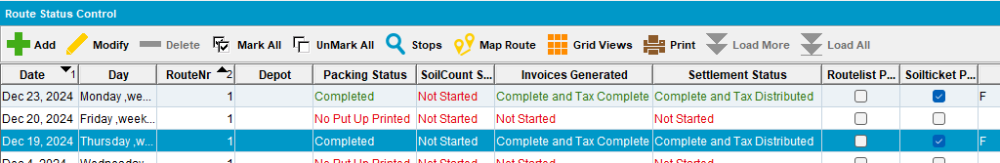 Route Status Control
Add Modify Delete Mark All UnMark All Stops Map Route Grid Views Print Load More Load All
Date 1 Day RouteNr 2 Depot Packing Status SoilCount S... Invoices Generated Settlement Status Routelist P... Soilticket P...
Dec 23, 2024 Monday ,we... 1 Completed Not Started Complete and Tax Complete Complete and Tax Distributed F
Dec 20, 2024 Friday ,week... 1 No Put Up Printed Not Started Not Started Not Started
Dec 19, 2024 Thursday ,w... 1 Completed Not Started Complete and Tax Complete Complete and Tax Distributed F
Dec 4, 2024 Wednesday 1 No Put Up Printed Not Started Not Started Not Started